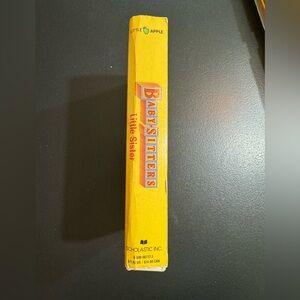 LITTLE APPLE
BABY-SITTERS
Little Sister
SCHOLASTIC INC.